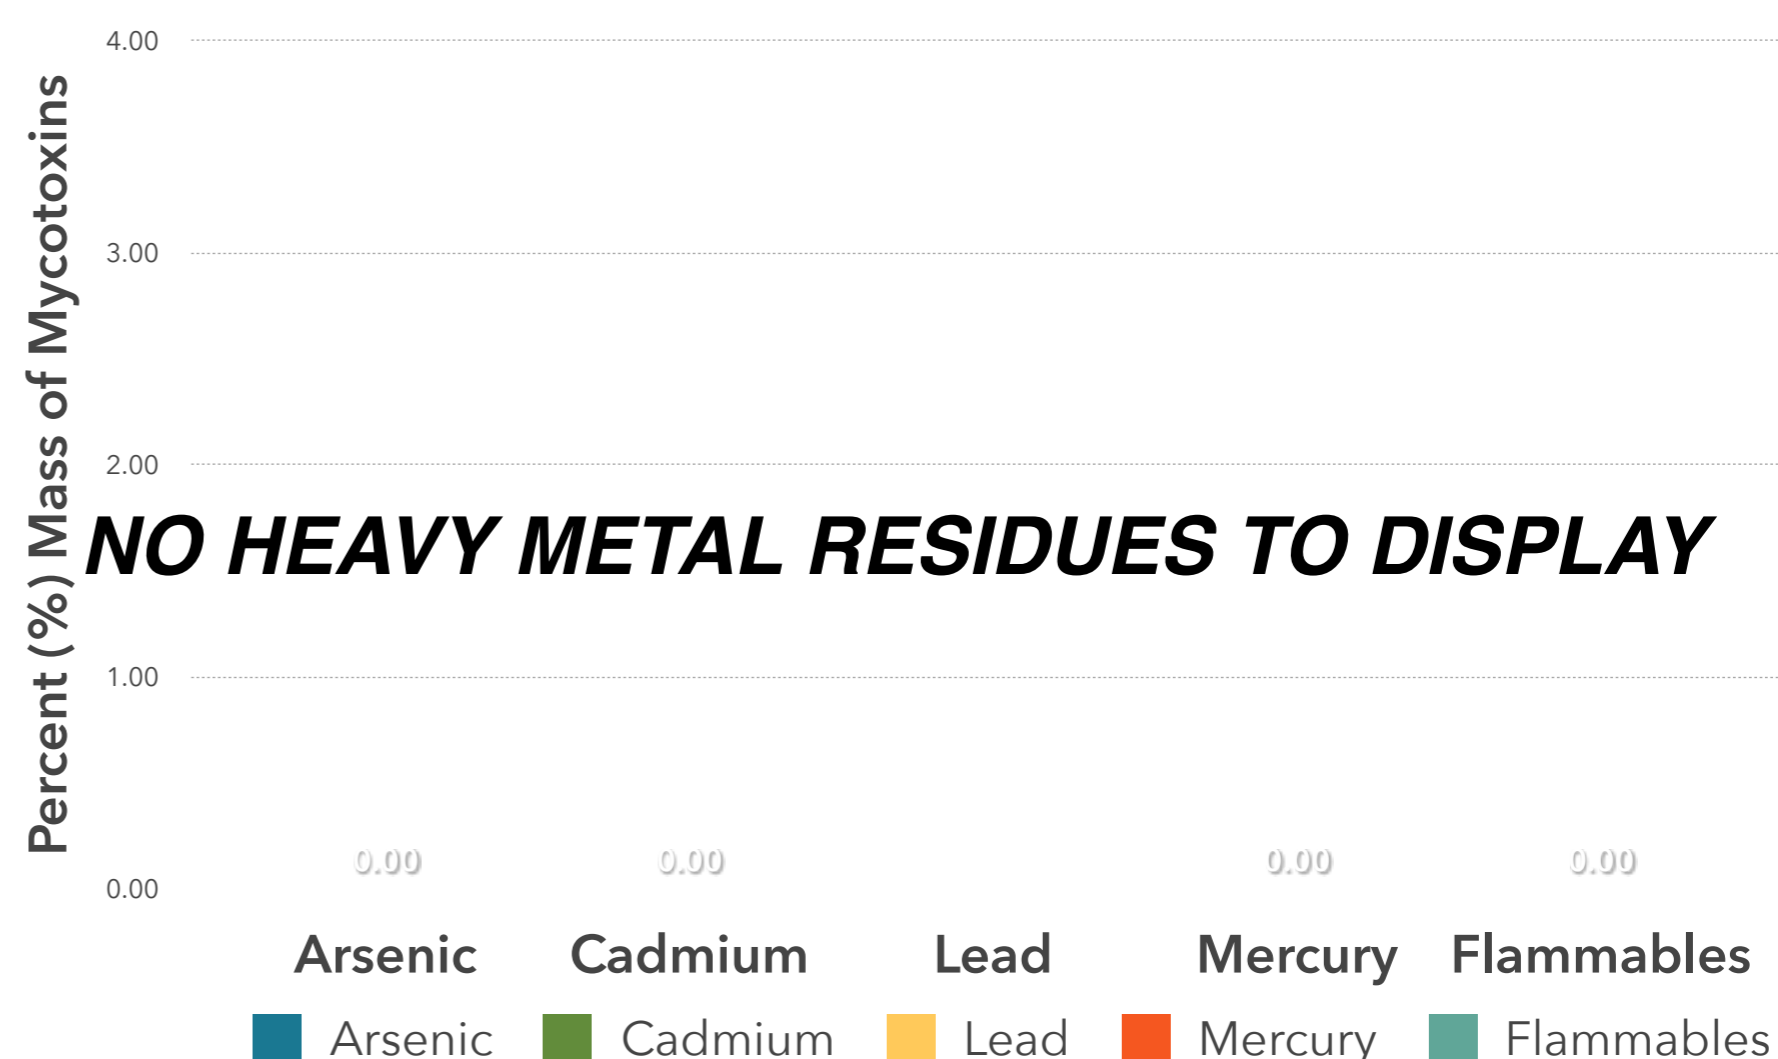 Percent (%) Mass of Mycotoxins
4.00
3.00
2.00
NO HEAVY METAL RESIDUES TO DISPLAY
1.00
0.00 0.00 0.00 0.00
0.00
Arsenic Cadmium Lead Mercury Flammables
Arsenic Cadmium Lead Mercury Flammables